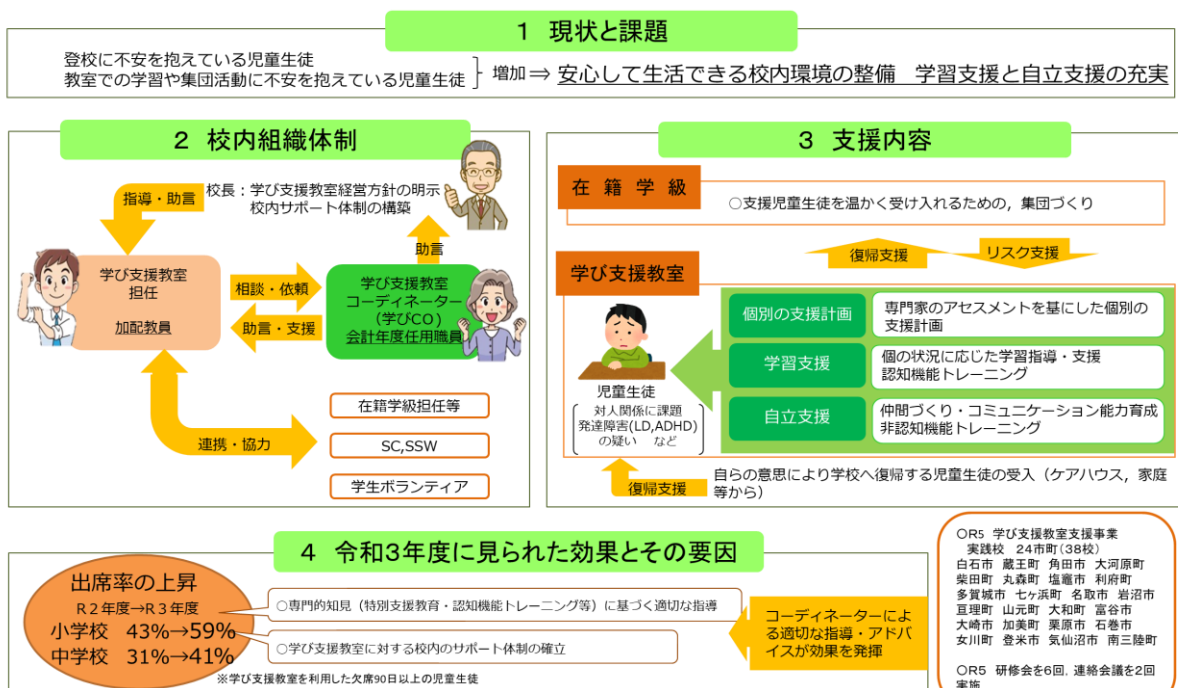 1 現状と課題
登校に不安を抱えている児童生徒
教室での学習や集団活動に不安を抱えている児童生徒
増加⇒ 安心して生活できる校内環境の整備 学習支援と自立支援の充実
2 校内組織体制
指導・助言
校長：学び支援教室経営方針の明示
校内サポート体制の構築
助言
学び支援教室
担任
加配教員
相談・依頼
助言・支援
学び支援教室
コーディネーター
(学びCO)
会計年度任用職員
連携・協力
在籍学級担任等
SC,SSW
学生ボランティア
3 支援内容
在 籍 学 級
○支援児童生徒を温かく受け入れるための，集団づくり
復帰支援
リスク支援
学び支援教室
児童生徒
対人関係に課題
発達障害(LD,ADHD)
の疑い など
個別の支援計画
専門家のアセスメントを基にした個別の
支援計画
学習支援
個の状況に応じた学習指導・支援
認知機能トレーニング
自立支援
仲間づくり・コミュニケーション能力育成
非認知機能トレーニング
復帰支援
自らの意思により学校へ復帰する児童生徒の受入（ケアハウス，家庭
等から）
4 令和3年度に見られた効果とその要因
出席率の上昇
R２年度→R３年度
小学校 43%→59%
中学校 31%→41%
○専門的知見（特別支援教育・認知機能トレーニング等）に基づく適切な指導
○学び支援教室に対する校内のサポート体制の確立
※学び支援教室を利用した欠席90日以上の児童生徒
コーディネーターによ
る適切な指導・アドバ
イスが効果を発揮
○R5 学び支援教室支援事業
実践校 24市町(38校)
白石市 蔵王町 角田市 大河原町
柴田町 丸森町 塩竈市 利府町
多賀城市 七ヶ浜町 名取市 岩沼市
亘理町 山元町 大和町 富谷市
大崎市 加美町 栗原市 石巻市
女川町 登米市 気仙沼市 南三陸町
○R5 研修会を6回，連絡会議を2回
実施